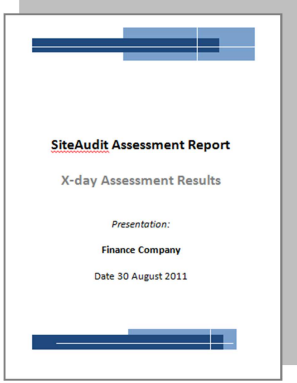 SiteAudit Assessment Report
X-day Assessment Results
Presentation:
Finance Company
Date 30 August 2011